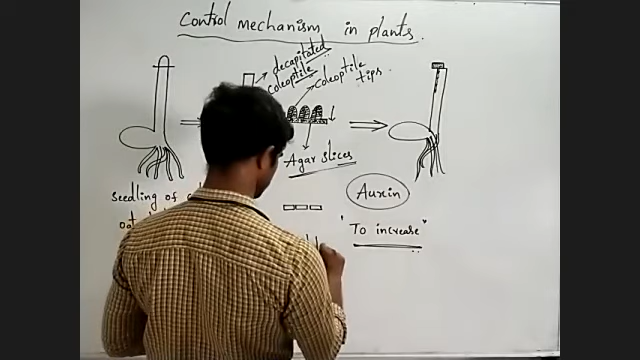 Control mechanism in plants.
decapitated
coleoptile
coleoptile
tips.
Agar slices
Auxin
seedling of
oat
"To increase"